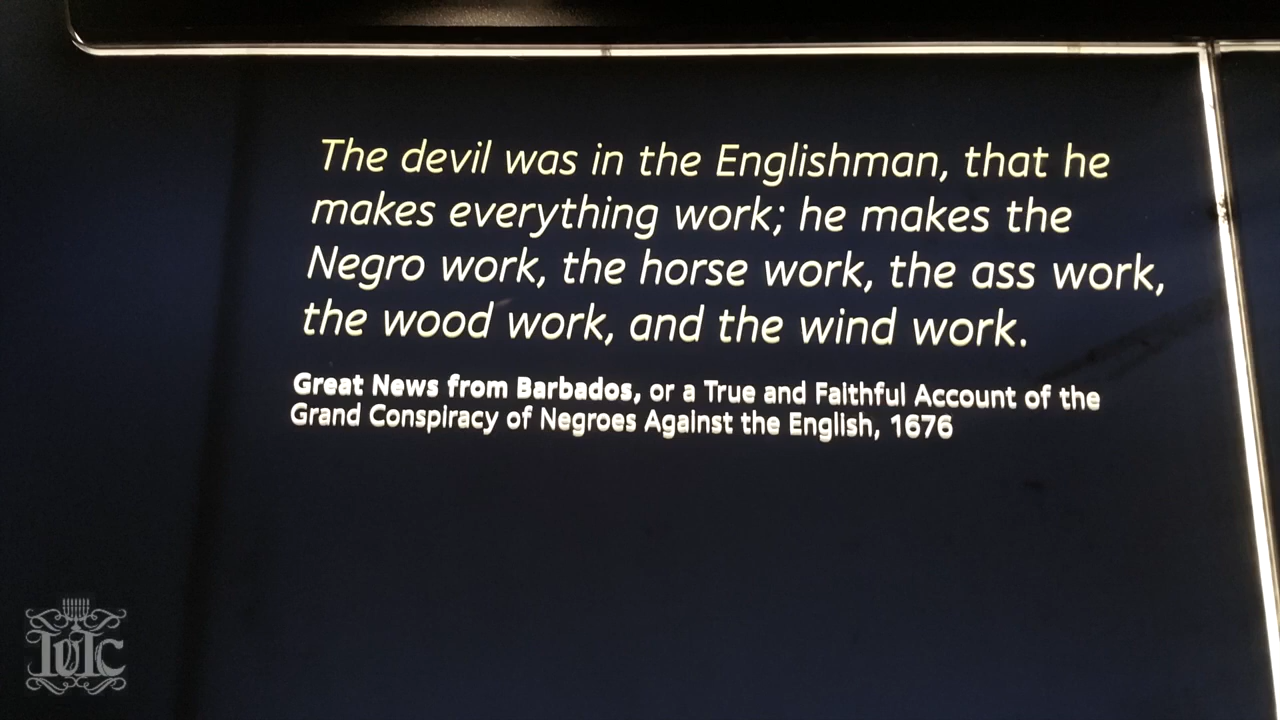 The devil was in the Englishman, that he
makes everything work; he makes the
Negro work, the horse work, the ass work,
the wood work, and the wind work.
Great News from Barbados, or a True and Faithful Account of the
Grand Conspiracy of Negroes Against the English, 1676
IUIC